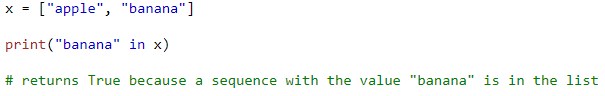 x = ["apple", "banana"]
print("banana" in x)
# returns True because a sequence with the value "banana" is in the list